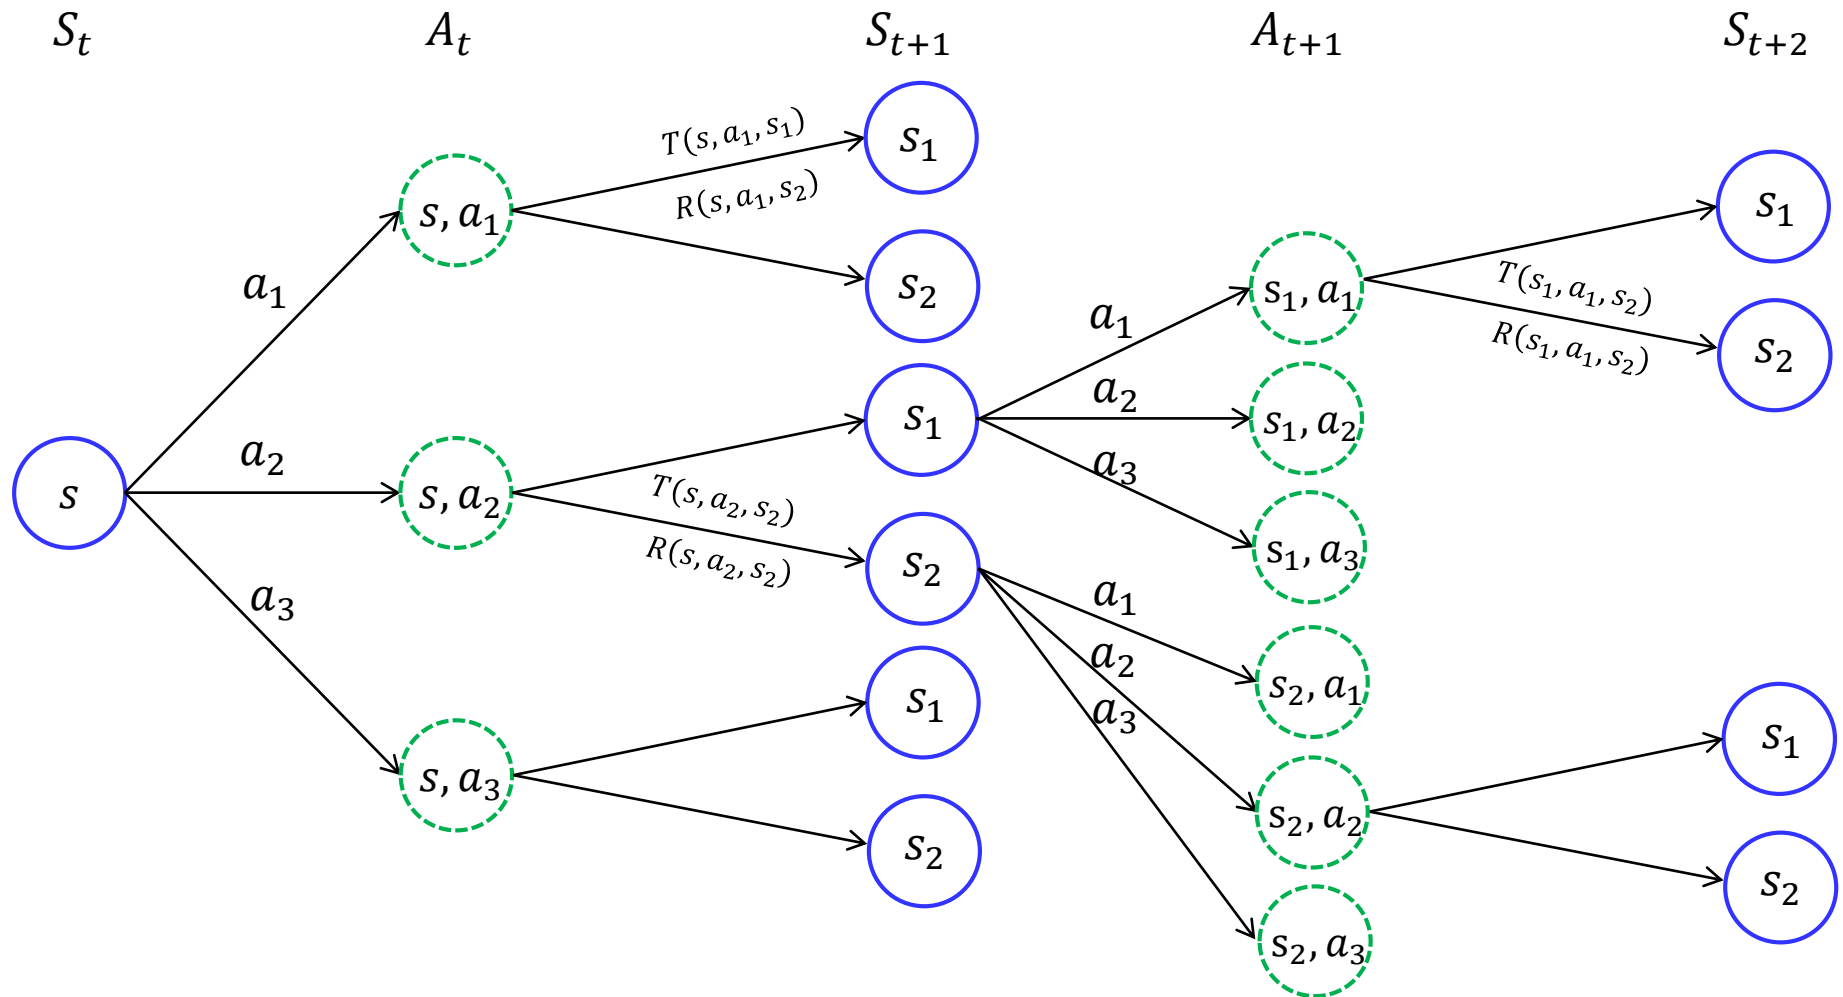 S_t A_t S_{t+1} A_{t+1} S_{t+2}
s
a_1
a_2
a_3
s, a_1
s, a_2
s, a_3
T(s, a_1, s_1)
R(s, a_1, s_2)
T(s, a_2, s_2)
R(s, a_2, s_2)
s_1
s_2
s_1
s_2
s_1
s_2
a_1
a_2
a_3
a_1
a_2
a_3
s_1, a_1
s_1, a_2
s_1, a_3
s_2, a_1
s_2, a_2
s_2, a_3
T(s_1, a_1, s_2)
R(s_1, a_1, s_2)
s_1
s_2
s_1
s_2